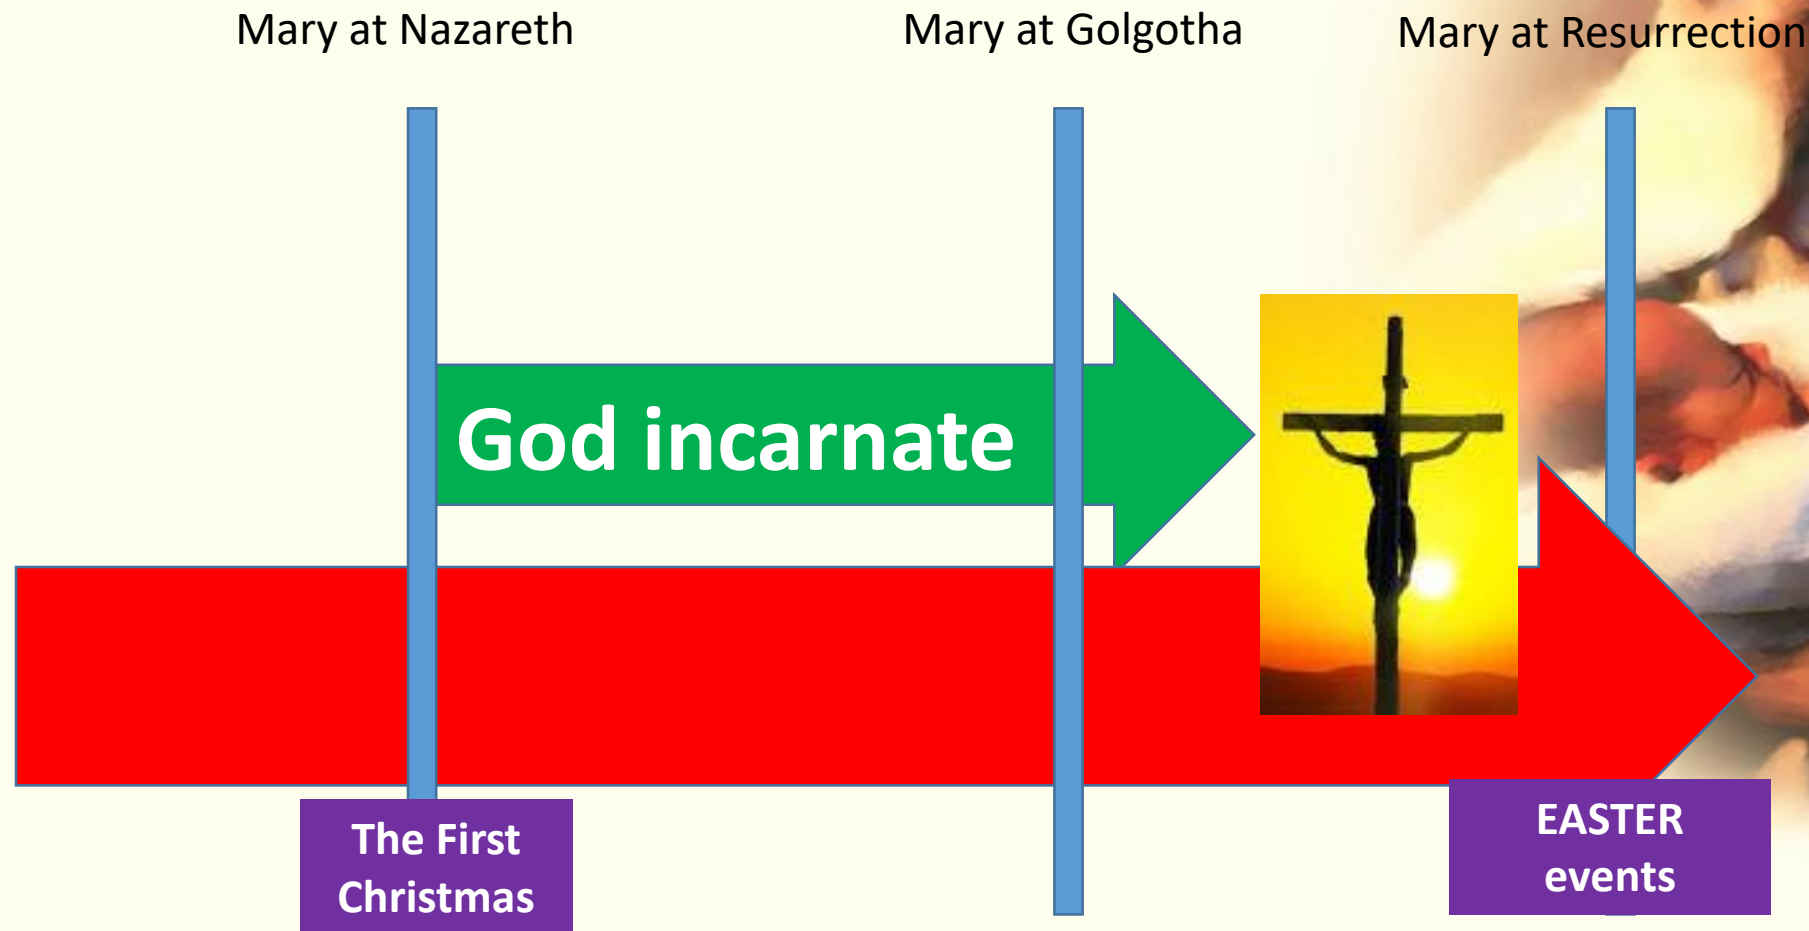 Mary at Nazareth
Mary at Golgotha
Mary at Resurrection
God incarnate
The First
Christmas
EASTER
events